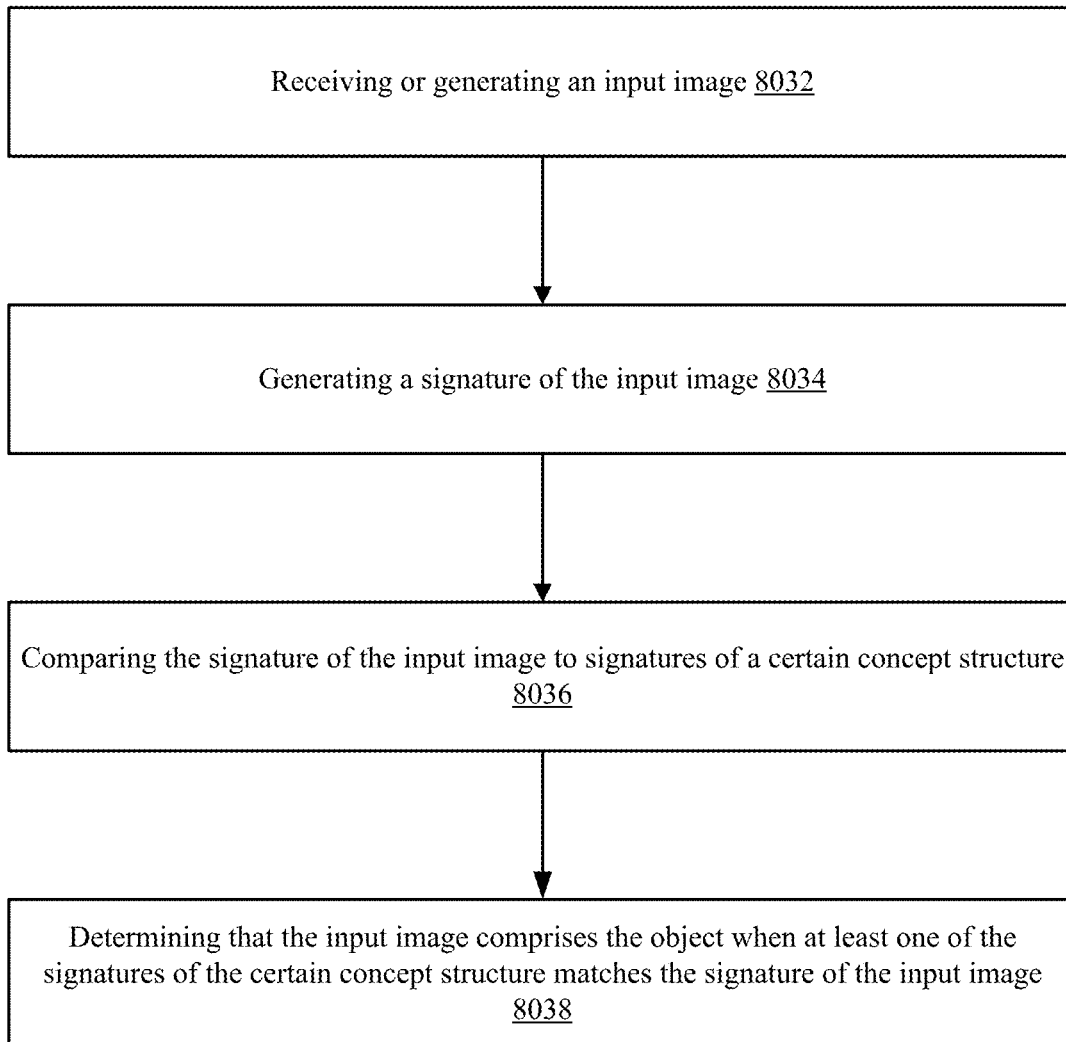 Receiving or generating an input image 8032
Generating a signature of the input image 8034
Comparing the signature of the input image to signatures of a certain concept structure
8036
Determining that the input image comprises the object when at least one of the
signatures of the certain concept structure matches the signature of the input image
8038